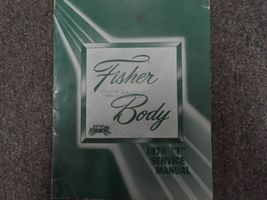 Fisher
Body
1970 "F"
SERVICE
MANUAL